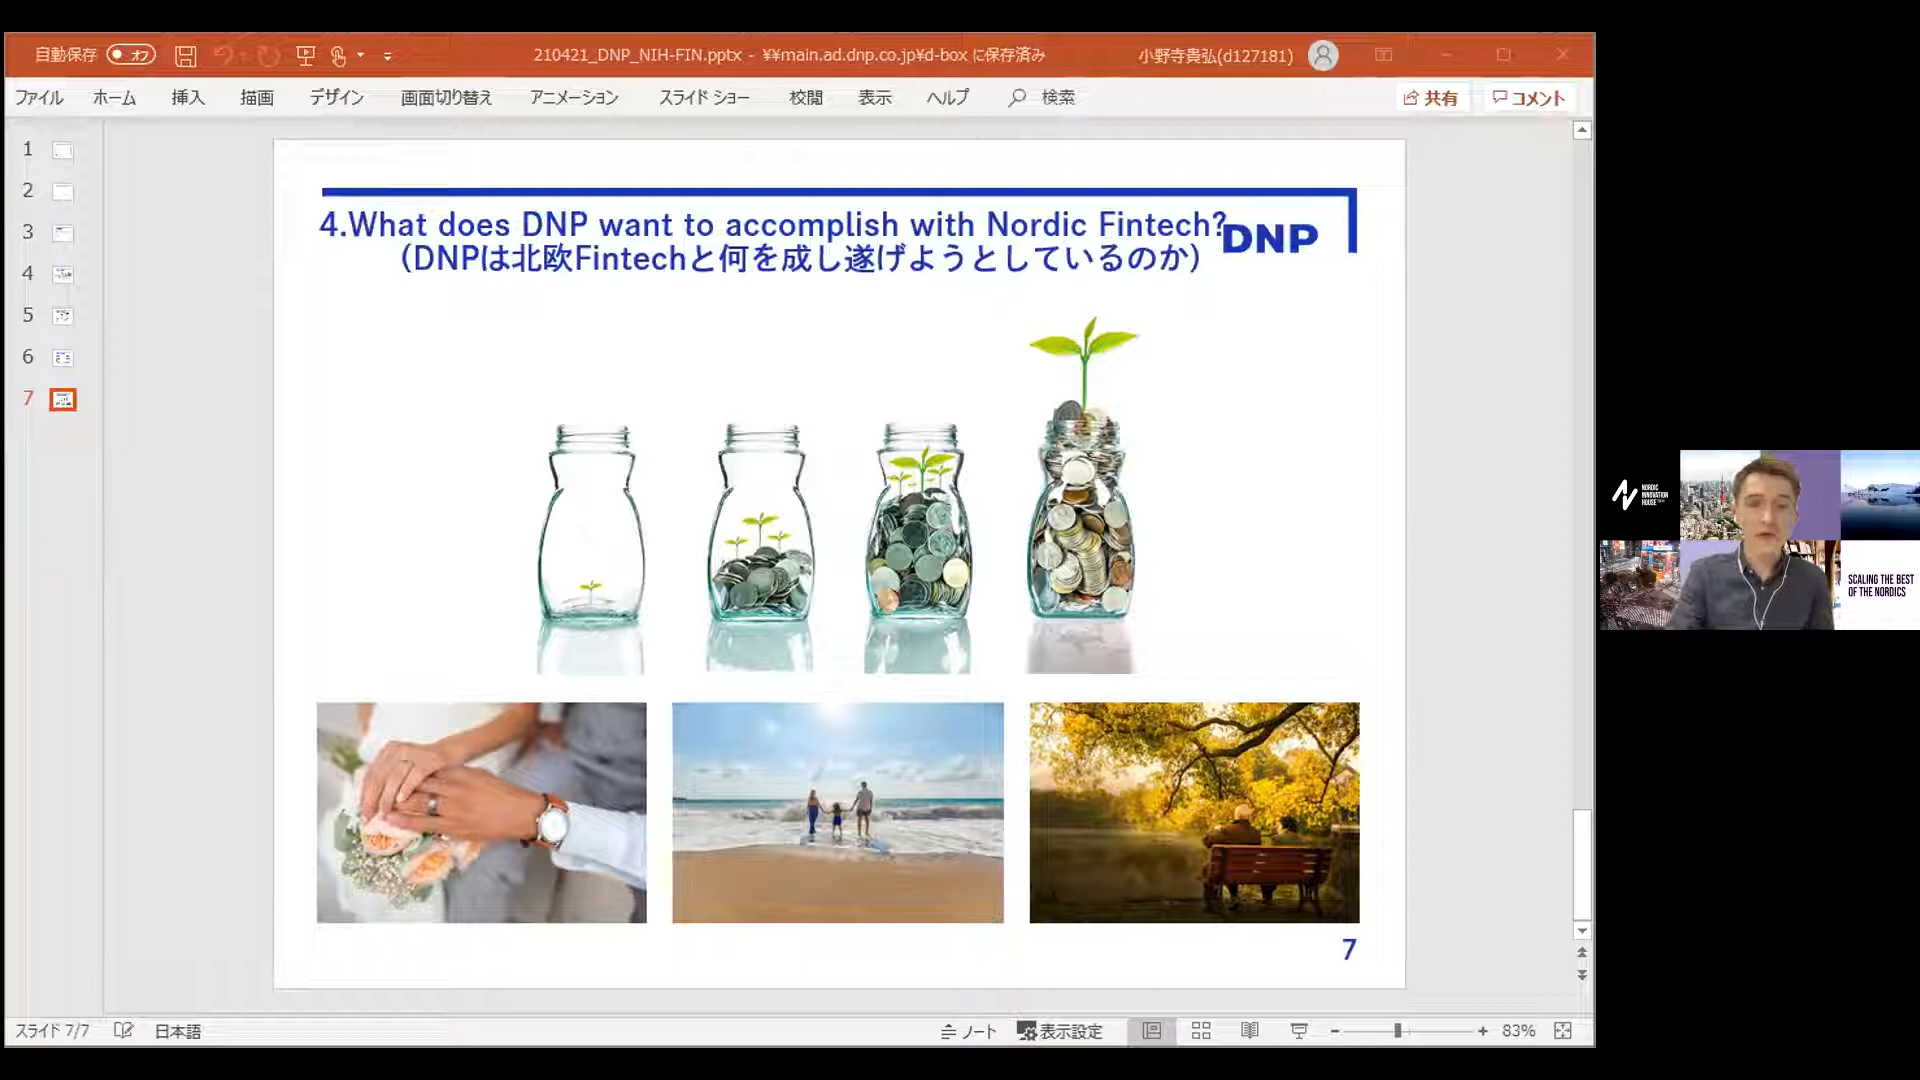 自動保存 オフ
210421_DNP_NIH-FIN.pptx - ¥¥main.ad.dnp.co.jp¥d-box に保存済み
小野寺貴弘(d127181)
ファイル ホーム 挿入 描画 デザイン 画面切り替え アニメーション スライド ショー 校閲 表示 ヘルプ 検索 共有 コメント
1
2
3
4
5
6
7
4.What does DNP want to accomplish with Nordic Fintech?
(DNPは北欧Fintechと何を成し遂げようとしているのか)
DNP
7
スライド 7/7 日本語 ノート 表示設定 83%
NORDIC
INNOVATION
HOUSE
SCALING THE BEST
OF THE NORDICS